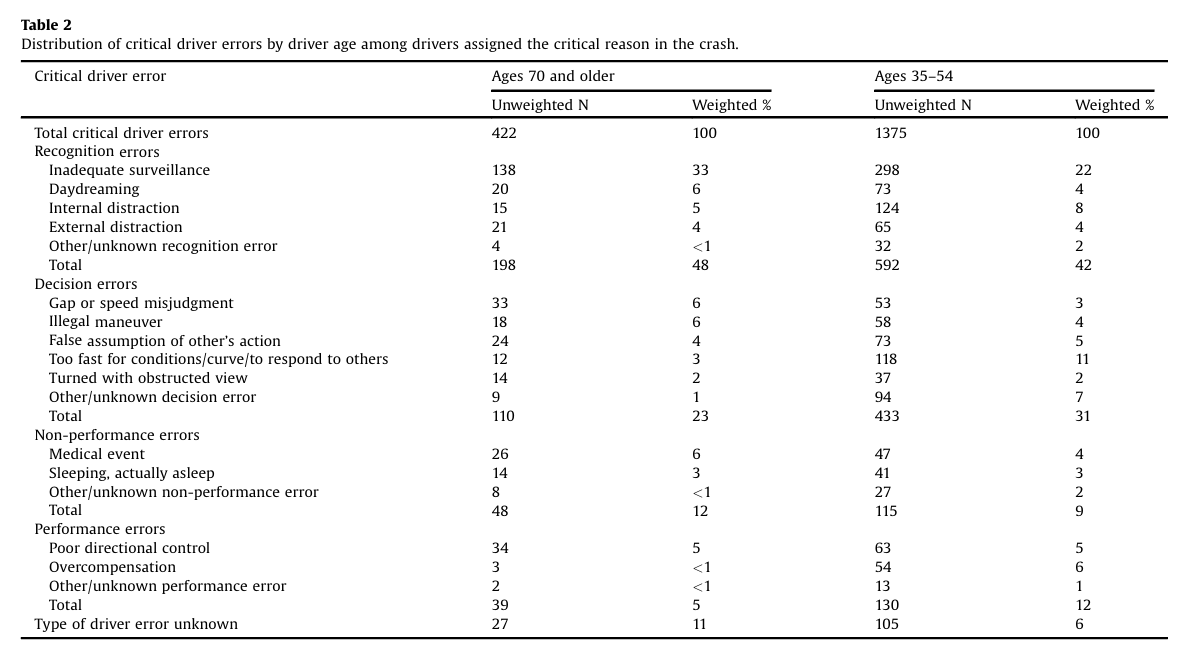 Table 2
Distribution of critical driver errors by driver age among drivers assigned the critical reason in the crash.
Critical driver error Ages 70 and older Ages 35–54
Unweighted N Weighted % Unweighted N Weighted %
Total critical driver errors 422 100 1375 100
Recognition errors
Inadequate surveillance 138 33 298 22
Daydreaming 20 6 73 4
Internal distraction 15 5 124 8
External distraction 21 4 65 4
Other/unknown recognition error 4 <1 32 2
Total 198 48 592 42
Decision errors
Gap or speed misjudgment 33 6 53 3
Illegal maneuver 18 6 58 4
False assumption of other's action 24 4 73 5
Too fast for conditions/curve/to respond to others 12 3 118 11
Turned with obstructed view 14 2 37 2
Other/unknown decision error 9 1 94 7
Total 110 23 433 31
Non-performance errors
Medical event 26 6 47 4
Sleeping, actually asleep 14 3 41 3
Other/unknown non-performance error 8 <1 27 2
Total 48 12 115 9
Performance errors
Poor directional control 34 5 63 5
Overcompensation 3 <1 54 6
Other/unknown performance error 2 <1 13 1
Total 39 5 130 12
Type of driver error unknown 27 11 105 6